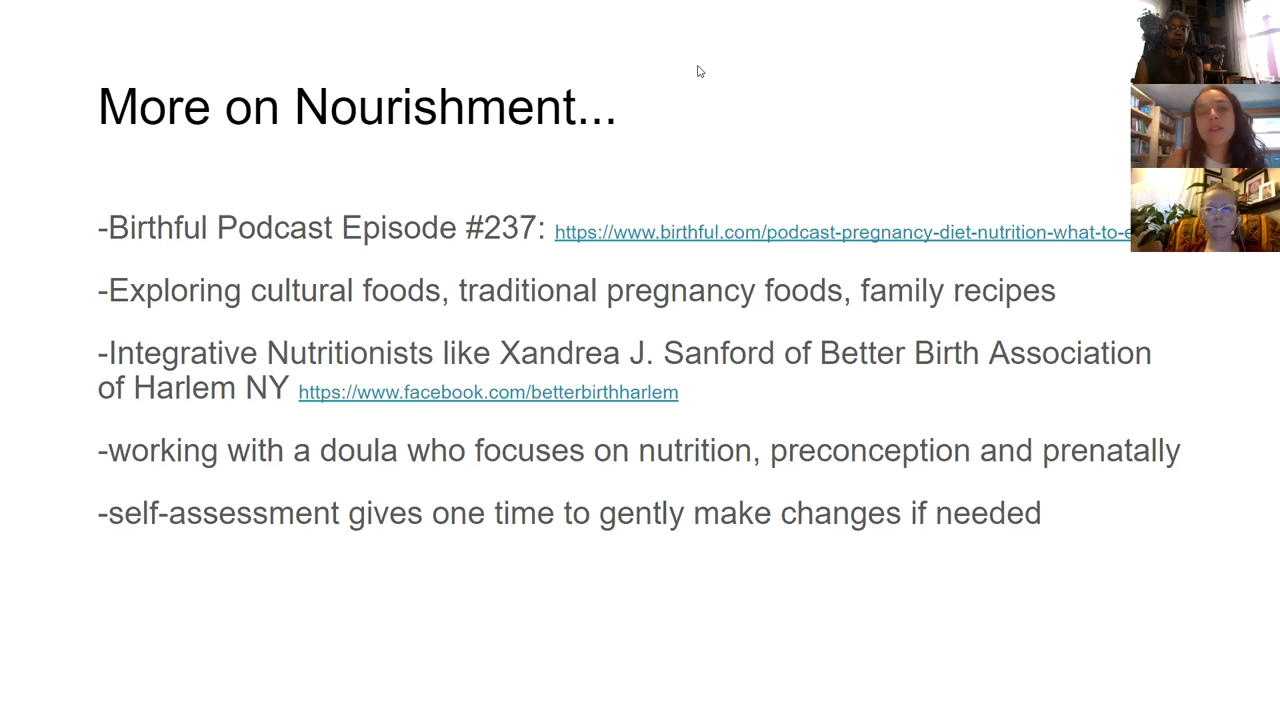 More on Nourishment...
-Birthful Podcast Episode #237: https://www.birthful.com/podcast-pregnancy-diet-nutrition-what-to-e
-Exploring cultural foods, traditional pregnancy foods, family recipes
-Integrative Nutritionists like Xandrea J. Sanford of Better Birth Association
of Harlem NY https://www.facebook.com/betterbirthharlem
-working with a doula who focuses on nutrition, preconception and prenatally
-self-assessment gives one time to gently make changes if needed